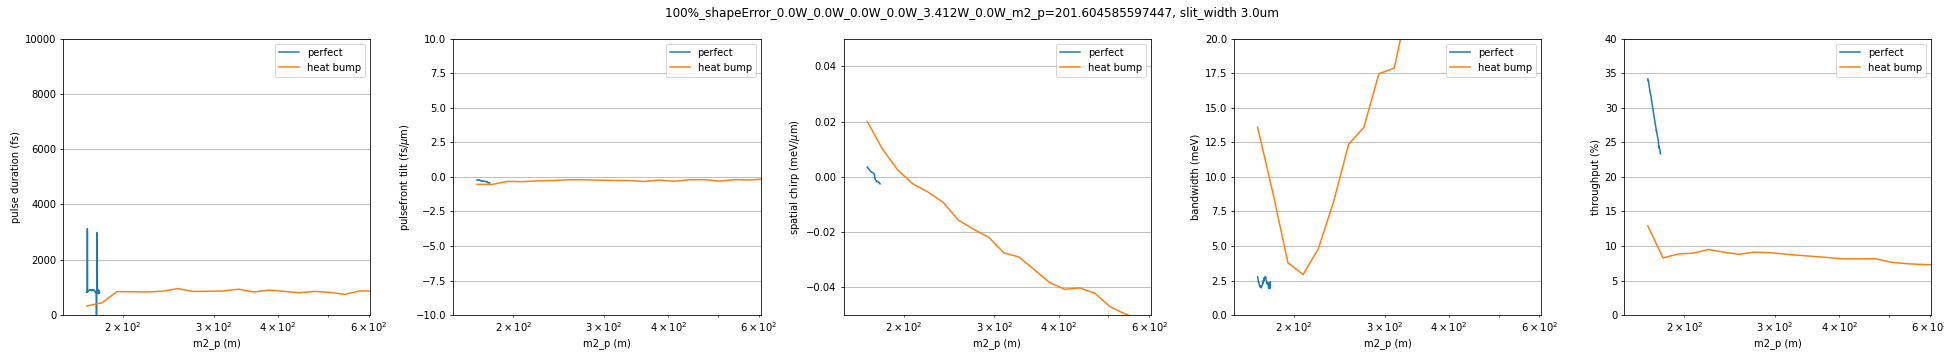 100%_shapeError_0.0W_0.0W_0.0W_0.0W_3.412W_0.0W_m2_p=201.604585597447, slit_width 3.0um
pulse duration (fs)
10000
8000
6000
4000
2000
0
perfect
heat bump
2 × 10²
3 × 10²
4 × 10²
6 × 10²
m2_p (m)
pulsefront tilt (fs/μm)
10.0
7.5
5.0
2.5
0.0
−2.5
−5.0
−7.5
−10.0
perfect
heat bump
2 × 10²
3 × 10²
4 × 10²
6 × 10²
m2_p (m)
spatial chirp (meV/μm)
0.04
0.02
0.00
−0.02
−0.04
perfect
heat bump
2 × 10²
3 × 10²
4 × 10²
6 × 10²
m2_p (m)
bandwidth (meV)
20.0
17.5
15.0
12.5
10.0
7.5
5.0
2.5
0.0
perfect
heat bump
2 × 10²
3 × 10²
4 × 10²
6 × 10²
m2_p (m)
throughput (%)
40
35
30
25
20
15
10
5
0
perfect
heat bump
2 × 10²
3 × 10²
4 × 10²
6 × 10
m2_p (m)